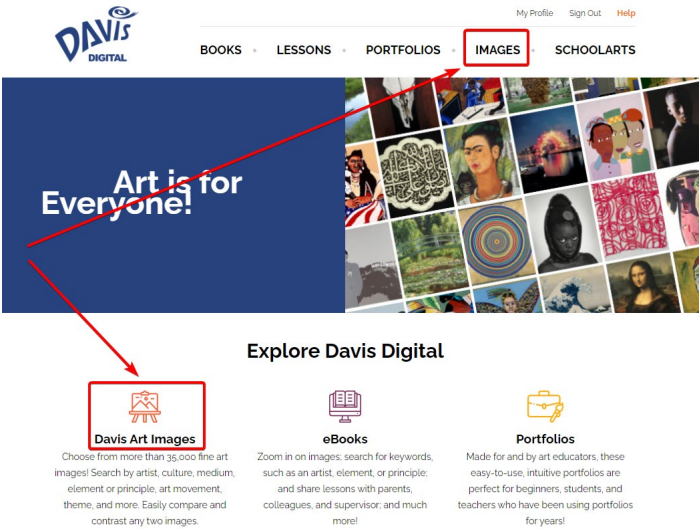 My Profile Sign Out Help
DAVIS
DIGITAL
BOOKS LESSONS PORTFOLIOS IMAGES SCHOOLARTS
Art is for
Everyone!
Explore Davis Digital
Davis Art Images
Choose from more than 35,000 fine art
images! Search by artist, culture, medium,
element or principle, art movement,
theme, and more. Easily compare and
contrast any two images.
eBooks
Zoom in on images; search for keywords,
such as an artist, element, or principle;
and share lessons with parents,
colleagues, and supervisor; and much
more!
Portfolios
Made for and by art educators, these
easy-to-use, intuitive portfolios are
perfect for beginners, students, and
teachers who have been using portfolios
for years!